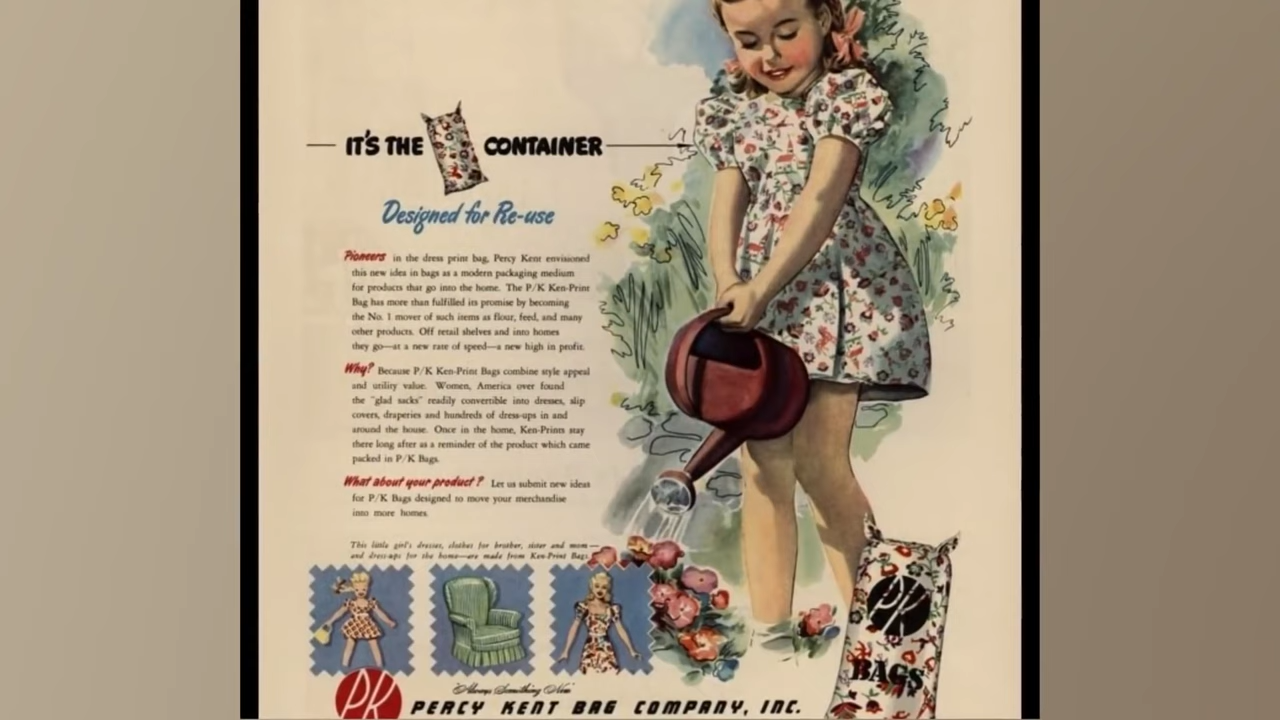 IT'S THE CONTAINER
Designed for Re-use
Pioneers in the dress print bag, Percy Kent envisioned
this new idea in bags as a modern packaging medium
for products that go into the home. The P/K Ken-Print
Bag has more than fulfilled its promise by becoming
the No. 1 mover of such items as flour, feed, and many
other products. Off retail shelves and into homes
they go—at a new rate of speed—a new high in profit.
Why? Because P/K Ken-Print Bags combine style appeal
and utility value. Women, America over found
the "glad sacks" readily convertible into dresses, slip
covers, draperies and hundreds of dress-ups in and
around the house. Once in the home, Ken-Prints stay
there long after as a reminder of the product which came
packed in P/K Bags.
What about your product? Let us submit new ideas
for P/K Bags designed to move your merchandise
into more homes.
This little girl's dresses, clothes for brother, sister and mom—
and dress-ups for the home—are made from Ken-Print Bags.
PK
BAGS
"Always Something New"
PK
PERCY KENT BAG COMPANY, INC.